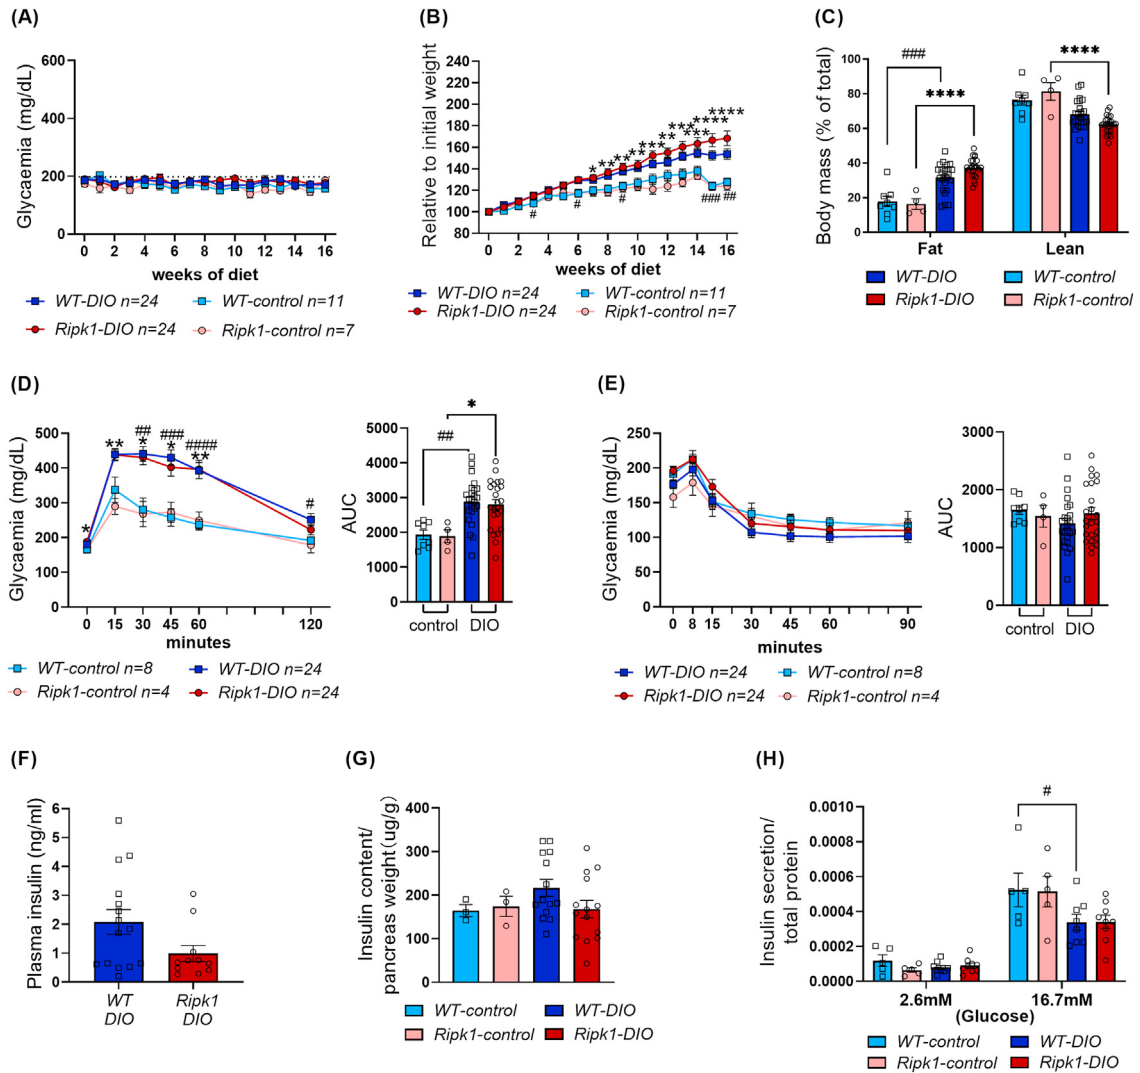 (A)
Glycaemia (mg/dL)
600
400
200
0
0 2 4 6 8 10 12 14 16
weeks of diet
WT-DIO n=24
WT-control n=11
Ripk1-DIO n=24
Ripk1-control n=7
(B)
Relative to initial weight
240
220
200
180
160
140
120
100
80
* ** ** ** *** ** *** *** **** ****
# # # ### ##
0 2 4 6 8 10 12 14 16
weeks of diet
WT-DIO n=24
WT-control n=11
Ripk1-DIO n=24
Ripk1-control n=7
(C)
Body mass (% of total)
100
80
60
40
20
0
###
****
****
Fat Lean
WT-DIO
WT-control
Ripk1-DIO
Ripk1-control
(D)
Glycaemia (mg/dL)
500
400
300
200
100
0
## ### ####
** * * **
* #
0 15 30 45 60 120
minutes
WT-control n=8
WT-DIO n=24
Ripk1-control n=4
Ripk1-DIO n=24
AUC
5000
4000
3000
2000
1000
0
*
##
control DIO
(E)
Glycaemia (mg/dL)
250
200
150
100
50
0
0 8 15 30 45 60 90
minutes
WT-DIO n=24
WT-control n=8
Ripk1-DIO n=24
Ripk1-control n=4
AUC
3000
2000
1000
0
control DIO
(F)
Plasma insulin (ng/ml)
6
5
4
3
2
1
0
WT Ripk1
DIO DIO
(G)
Insulin content/
pancreas weight(ug/g)
400
300
200
100
0
WT-control
WT-DIO
Ripk1-control
Ripk1-DIO
(H)
Insulin secretion/
total protein
0.0010
0.0008
0.0006
0.0004
0.0002
0.0000
#
2.6mM 16.7mM
(Glucose)
WT-control
WT-DIO
Ripk1-control
Ripk1-DIO